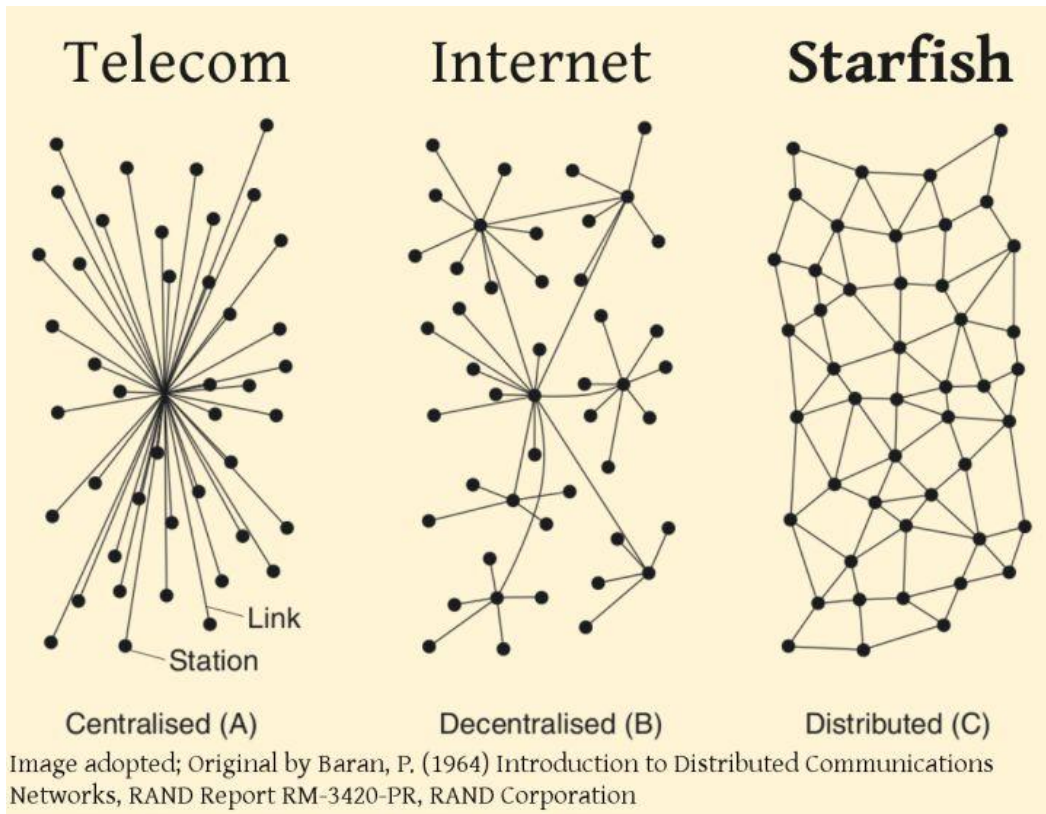 Telecom
Internet
Starfish
Link
Station
Centralised (A)
Decentralised (B)
Distributed (C)
Image adopted; Original by Baran, P. (1964) Introduction to Distributed Communications
Networks, RAND Report RM-3420-PR, RAND Corporation